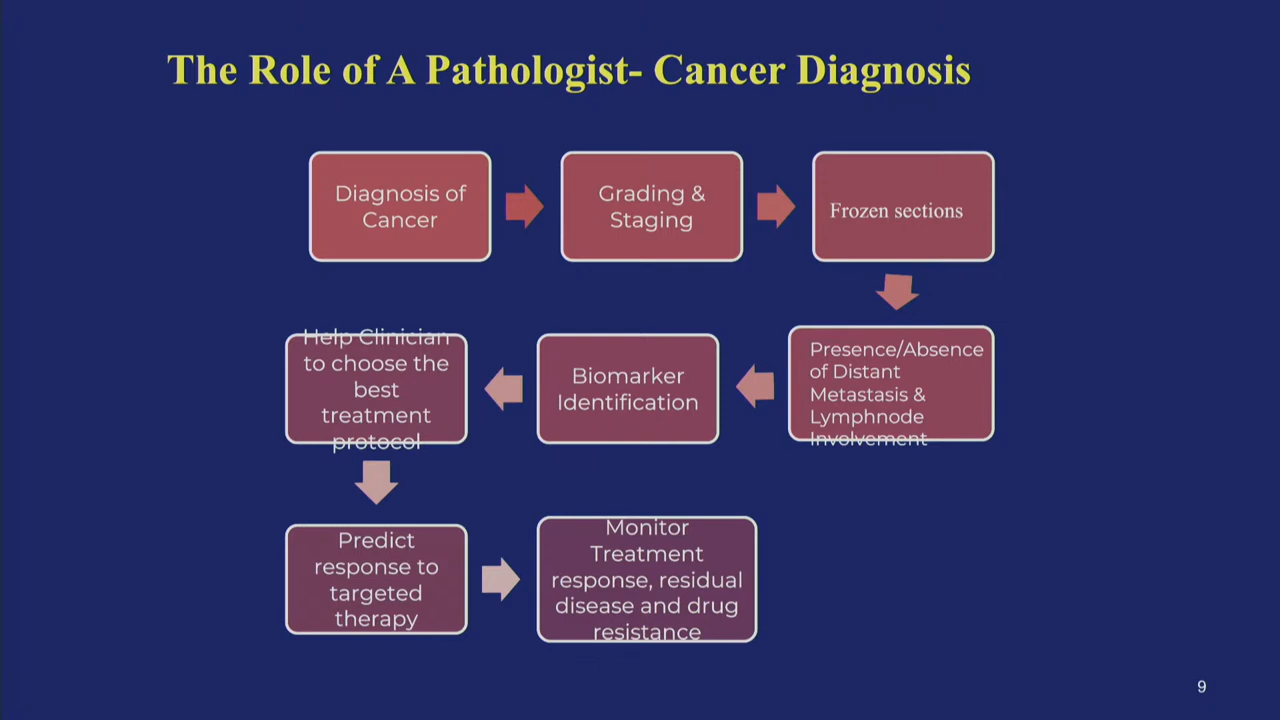 The Role of A Pathologist- Cancer Diagnosis
Diagnosis of
Cancer
Grading &
Staging
Frozen sections
Presence/Absence
of Distant
Metastasis &
Lymphnode
Involvement
Biomarker
Identification
Help Clinician
to choose the
best
treatment
protocol
Predict
response to
targeted
therapy
Monitor
Treatment
response, residual
disease and drug
resistance
9